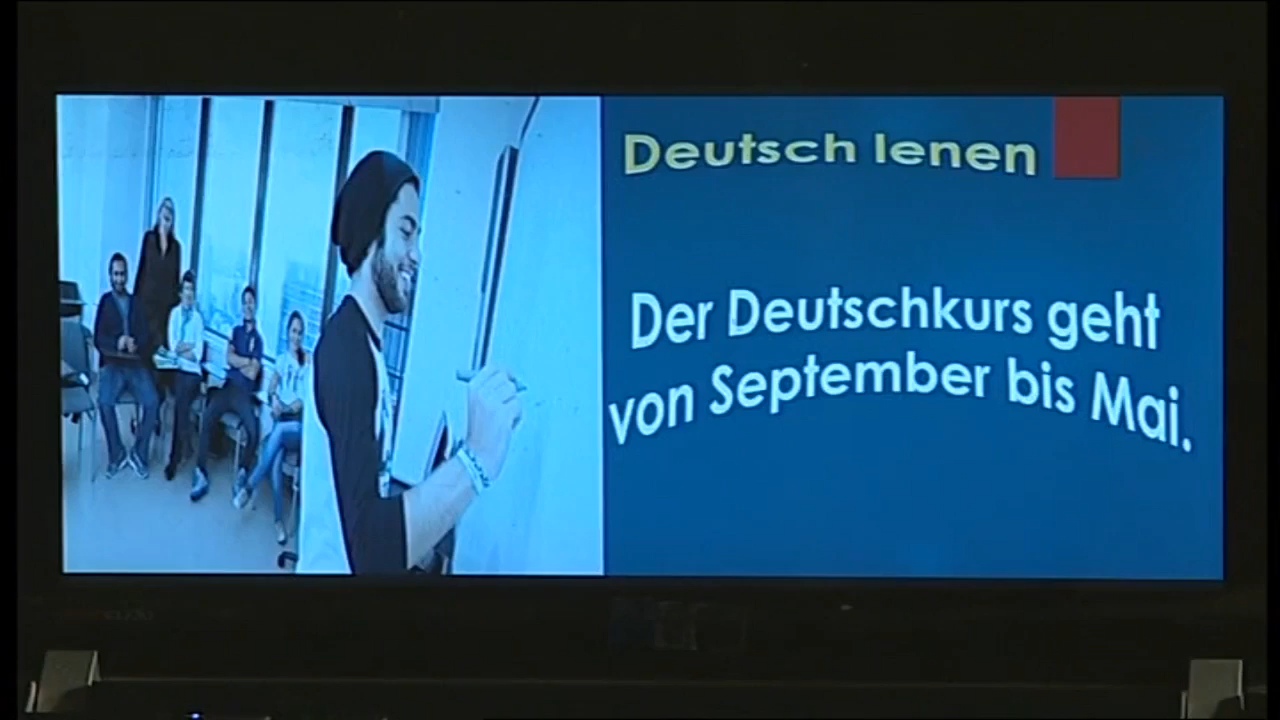 Deutsch lenen
Der Deutschkurs geht
von September bis Mai.